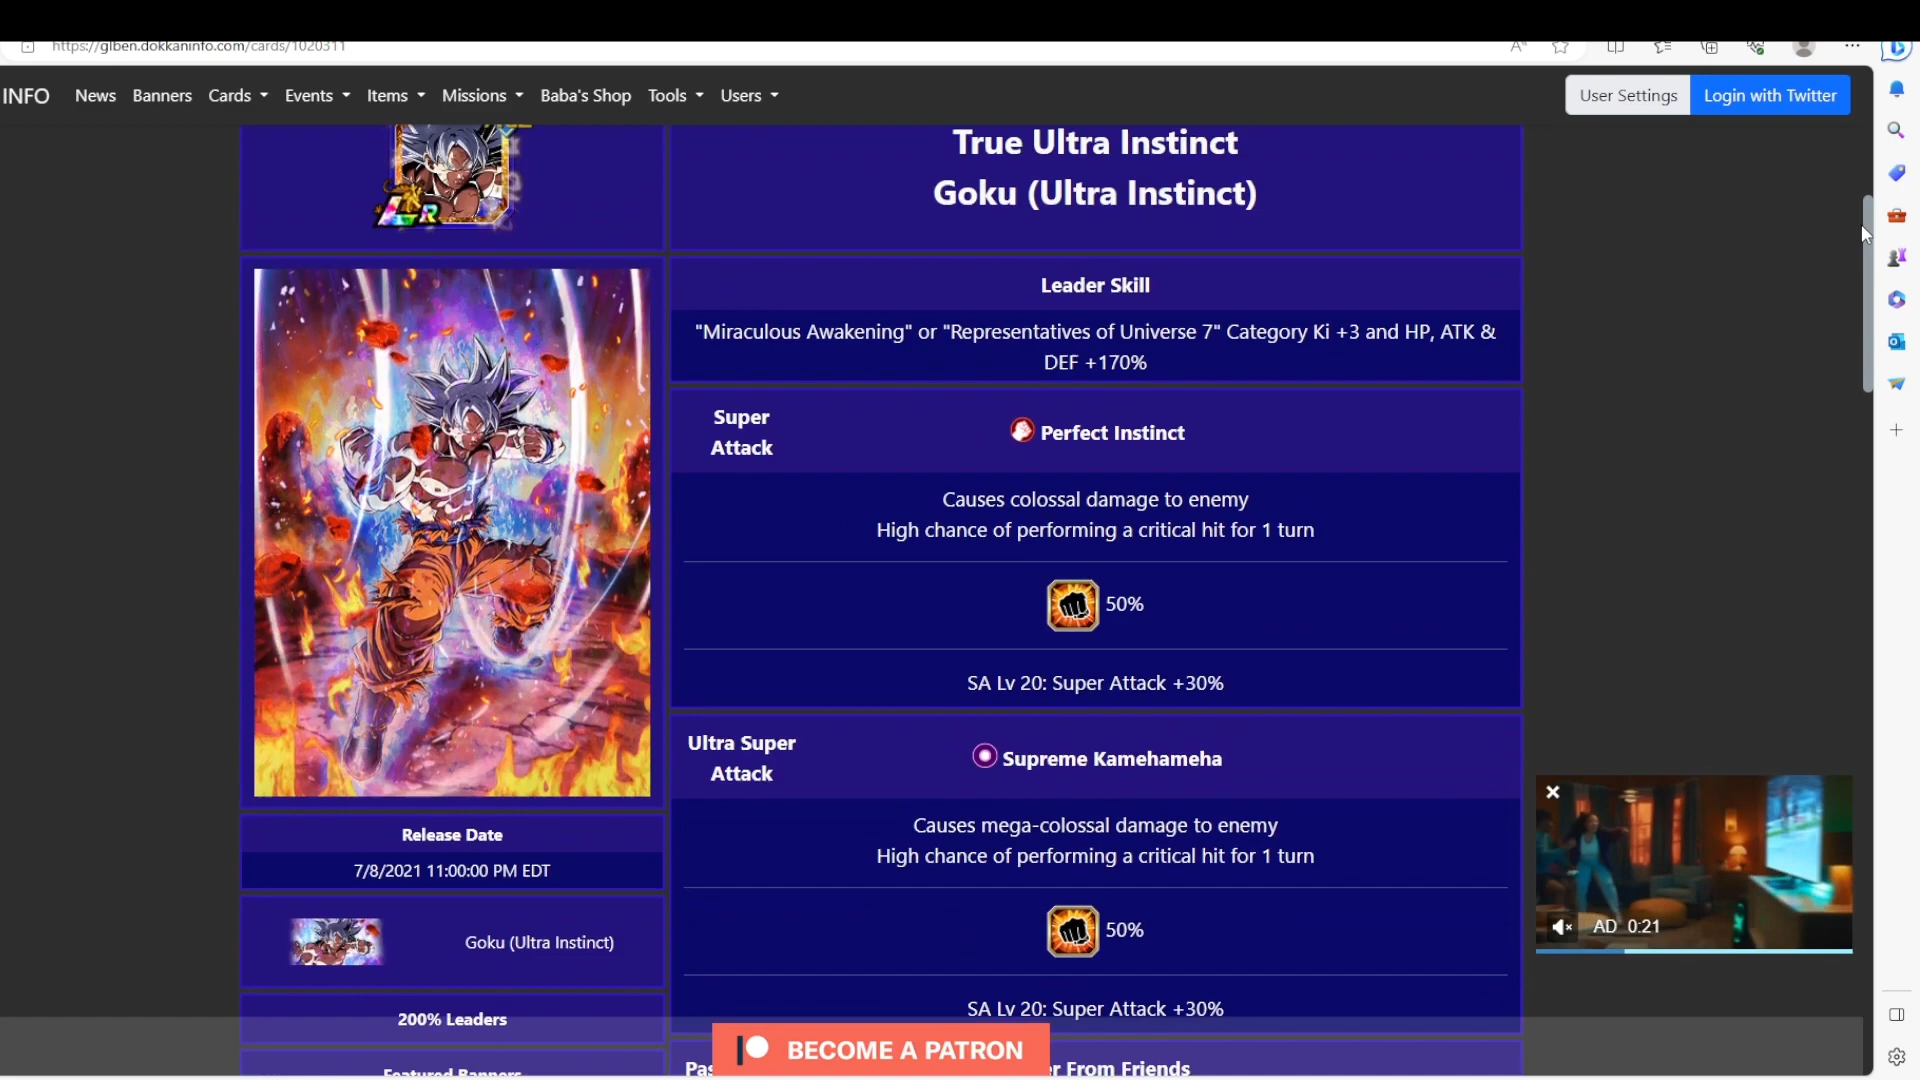 https://glben.dokkaninfo.com/cards/1020311
INFO
News
Banners
Cards
Events
Items
Missions
Baba's Shop
Tools
Users
User Settings
Login with Twitter
LR
True Ultra Instinct
Goku (Ultra Instinct)
Leader Skill
"Miraculous Awakening" or "Representatives of Universe 7" Category Ki +3 and HP, ATK &
DEF +170%
Super
Attack
Perfect Instinct
Causes colossal damage to enemy
High chance of performing a critical hit for 1 turn
50%
SA Lv 20: Super Attack +30%
Ultra Super
Attack
Supreme Kamehameha
Causes mega-colossal damage to enemy
High chance of performing a critical hit for 1 turn
50%
SA Lv 20: Super Attack +30%
Release Date
7/8/2021 11:00:00 PM EDT
Goku (Ultra Instinct)
200% Leaders
Featured Banners
AD 0:21
BECOME A PATRON
From Friends